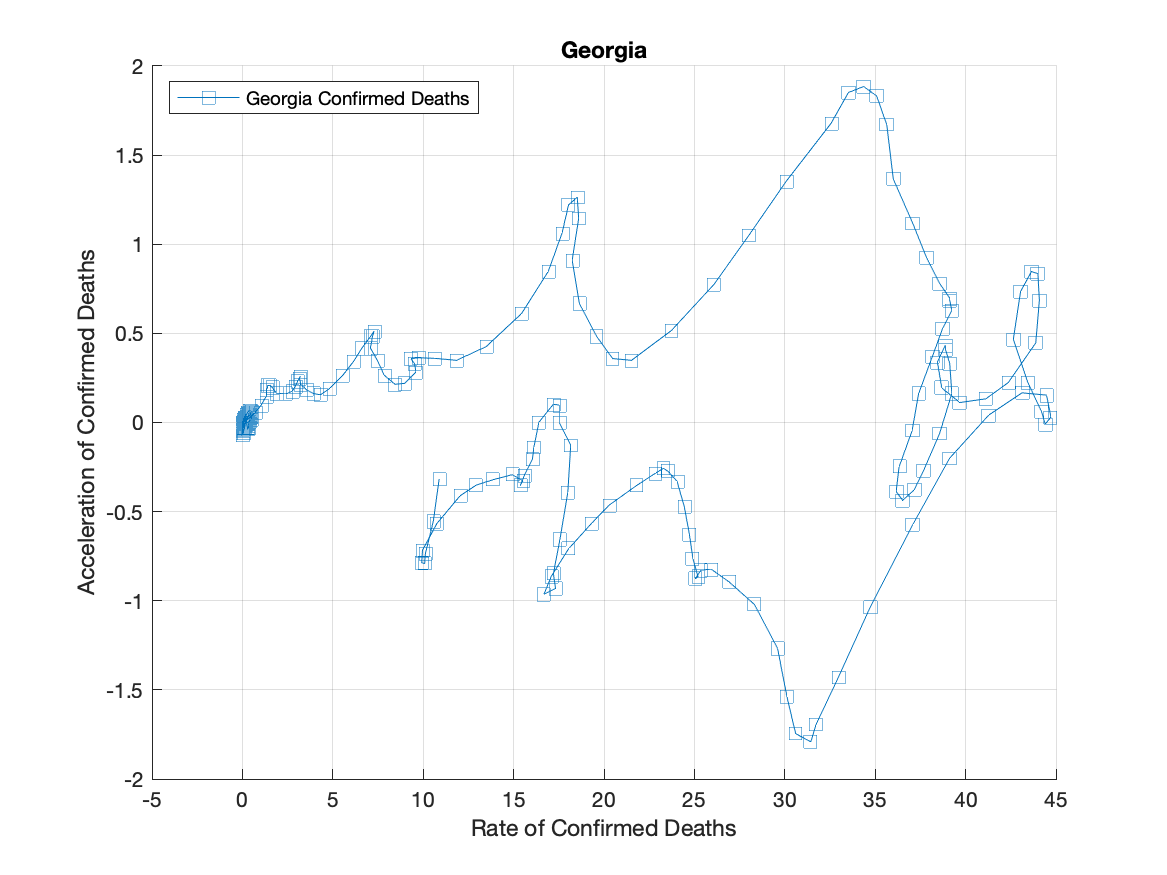 Georgia
Georgia Confirmed Deaths
2
1.5
1
0.5
0
-0.5
-1
-1.5
-2
Acceleration of Confirmed Deaths
-5 0 5 10 15 20 25 30 35 40 45
Rate of Confirmed Deaths